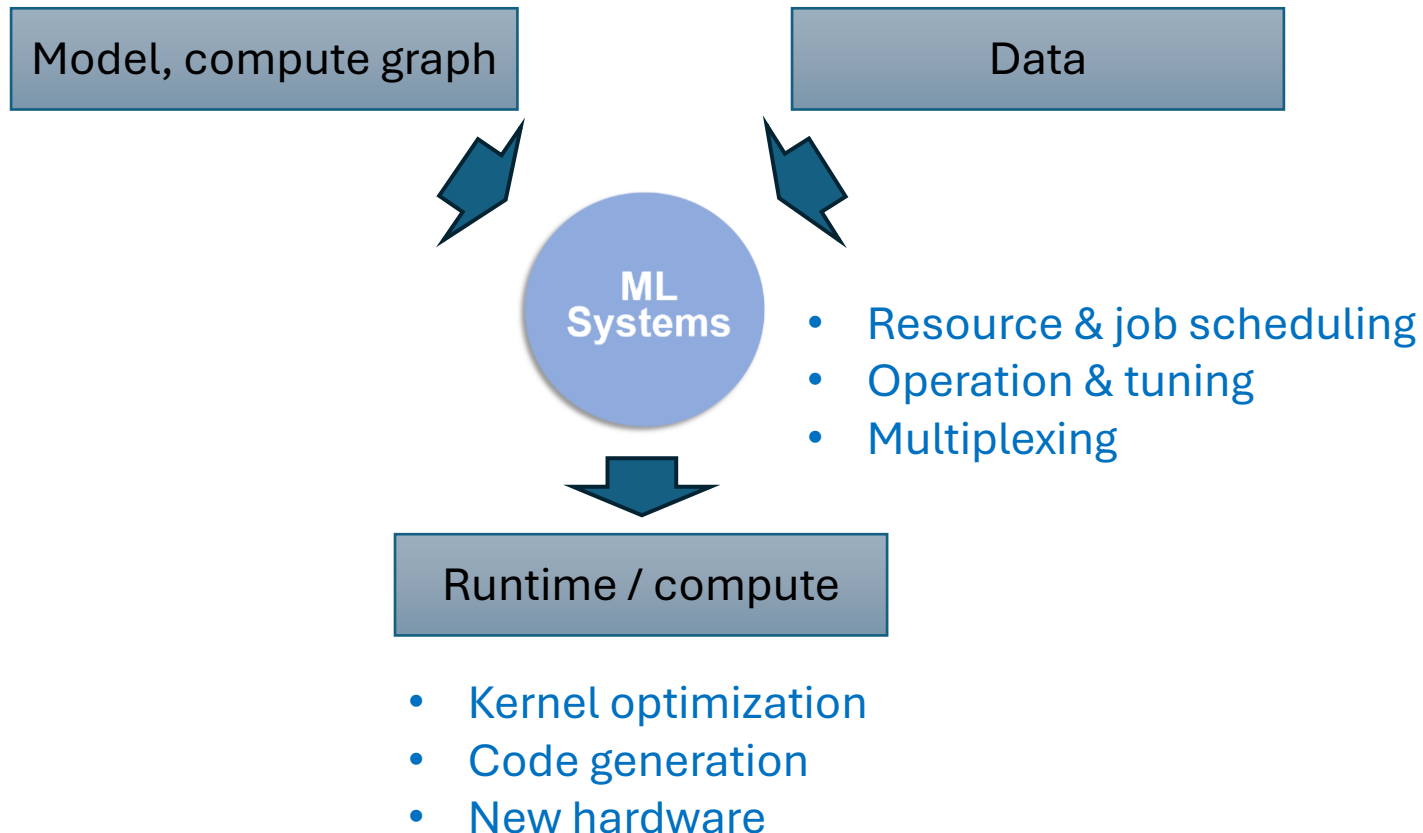 Model, compute graph
Data
ML
Systems
• Resource & job scheduling
• Operation & tuning
• Multiplexing
Runtime / compute
• Kernel optimization
• Code generation
• New hardware